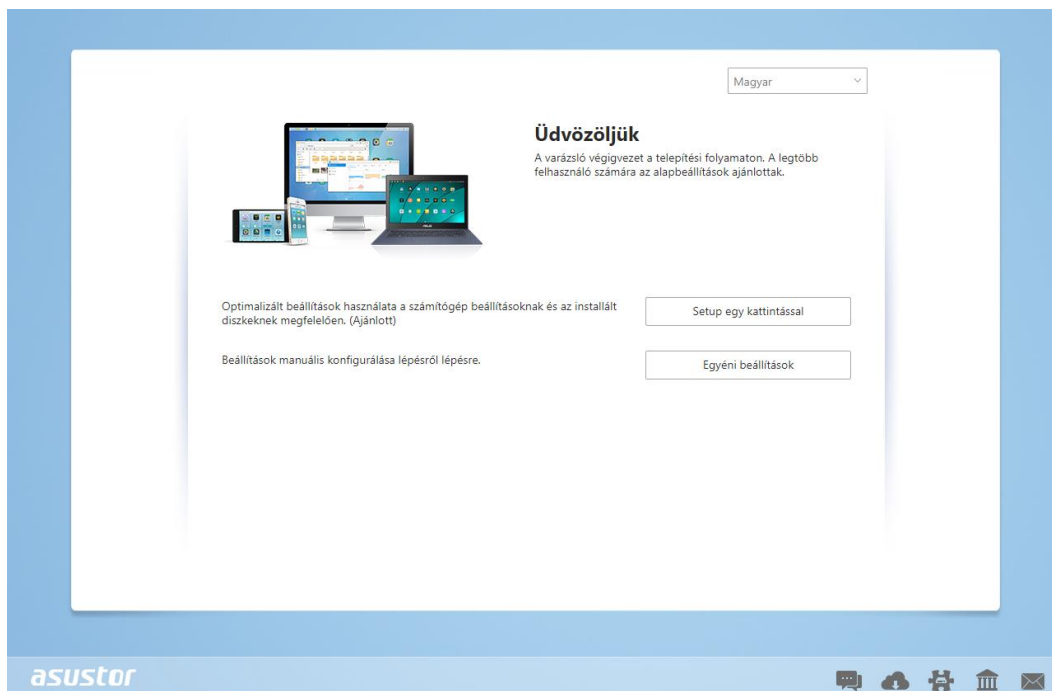 Magyar
Üdvözöljük
A varázsló végigvezet a telepítési folyamaton. A legtöbb
felhasználó számára az alapbeállítások ajánlottak.
Optimalizált beállítások használata a számítógép beállításoknak és az installált
diszkeknek megfelelően. (Ajánlott)
Setup egy kattintással
Beállítások manuális konfigurálása lépésről lépésre.
Egyéni beállítások
asustor